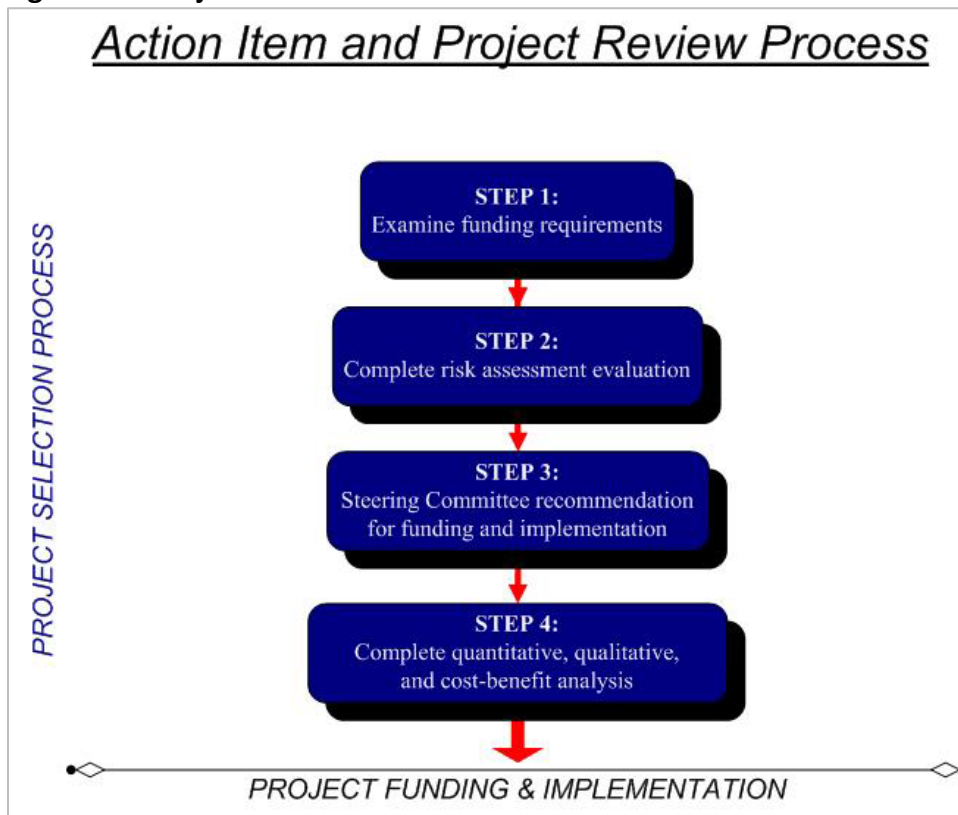 Action Item and Project Review Process
PROJECT SELECTION PROCESS
STEP 1:
Examine funding requirements
STEP 2:
Complete risk assessment evaluation
STEP 3:
Steering Committee recommendation
for funding and implementation
STEP 4:
Complete quantitative, qualitative,
and cost-benefit analysis
PROJECT FUNDING & IMPLEMENTATION